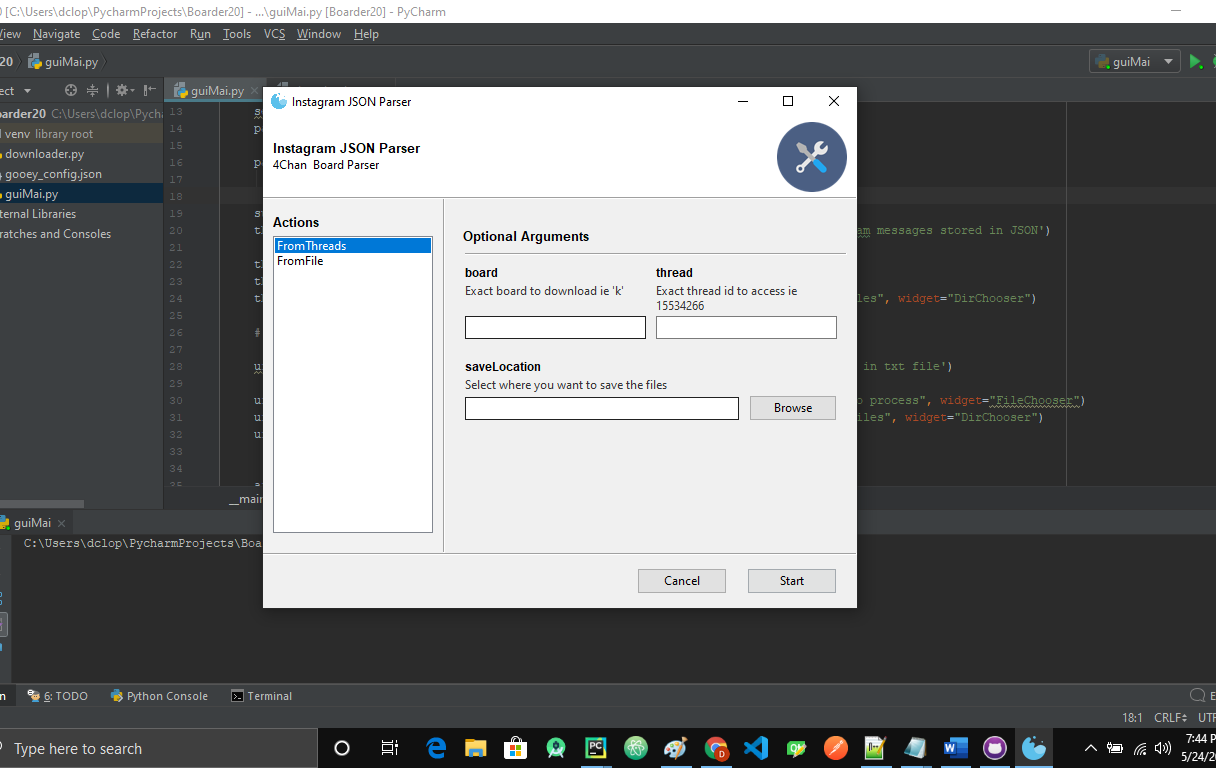 [C:\Users\dclop\PycharmProjects\Boarder20] - ...\guiMai.py [Boarder20] - PyCharm
View Navigate Code Refactor Run Tools VCS Window Help
20 guiMai.py
guiMai
ect
guiMai.py
oarder20 C:\Users\dclop\Pycha
venv library root
downloader.py
gooey_config.json
guiMai.py
ternal Libraries
ratches and Consoles
13
14
15
16
17
18
19
20 am messages stored in JSON')
21
22
23
24 les", widget="DirChooser")
25
26 #
27
28 in txt file')
29
30 o process", widget="FileChooser")
31 iles", widget="DirChooser")
32
33
34
35
__main
Instagram JSON Parser
Instagram JSON Parser
4Chan Board Parser
Actions
FromThreads
FromFile
Optional Arguments
board
Exact board to download ie 'k'
thread
Exact thread id to access ie
15534266
saveLocation
Select where you want to save the files
Browse
Cancel
Start
guiMai
C:\Users\dclop\PycharmProjects\Boa
6: TODO Python Console Terminal
18:1 CRLF UTF
Type here to search
7:44 P
5/24/20